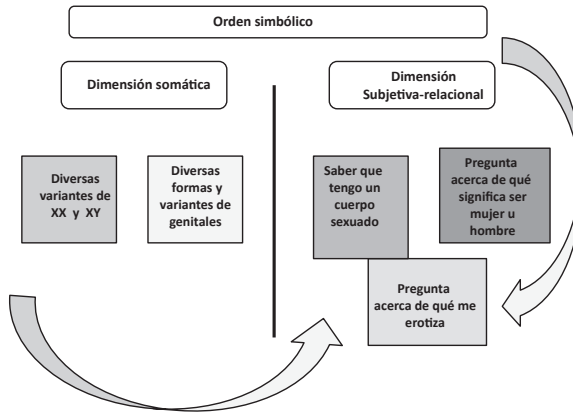 Orden simbólico
Dimensión somática
Dimensión
Subjetiva-relacional
Diversas
variantes de
XX y XY
Diversas
formas y
variantes de
genitales
Saber que
tengo un
cuerpo
sexuado
Pregunta
acerca de qué
significa ser
mujer u
hombre
Pregunta
acerca de qué me
erotiza